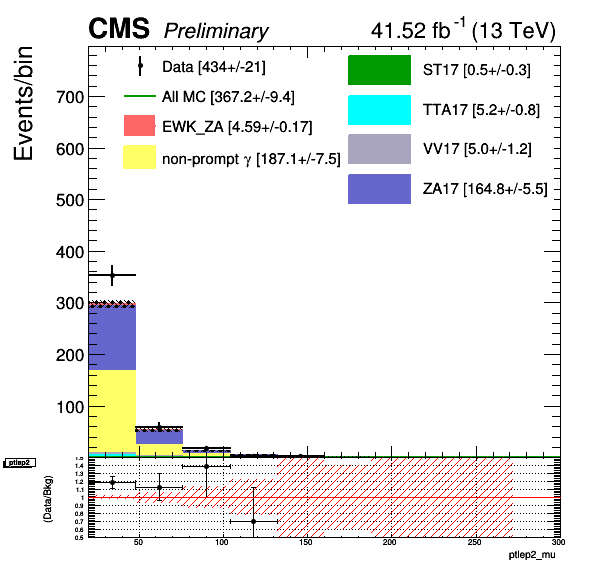 CMS Preliminary 41.52 fb⁻¹ (13 TeV)
Events/bin
Data [434+/-21]
All MC [367.2+/-9.4]
EWK_ZA [4.59+/-0.17]
non-prompt γ [187.1+/-7.5]
ST17 [0.5+/-0.3]
TTA17 [5.2+/-0.8]
VV17 [5.0+/-1.2]
ZA17 [164.8+/-5.5]
700
600
500
400
300
200
100
ptlep2
(Data/Bkg)
1.5
1.4
1.3
1.2
1.1
1
0.9
0.8
0.7
0.6
0.5
50 100 150 200 250 300
ptlep2_mu